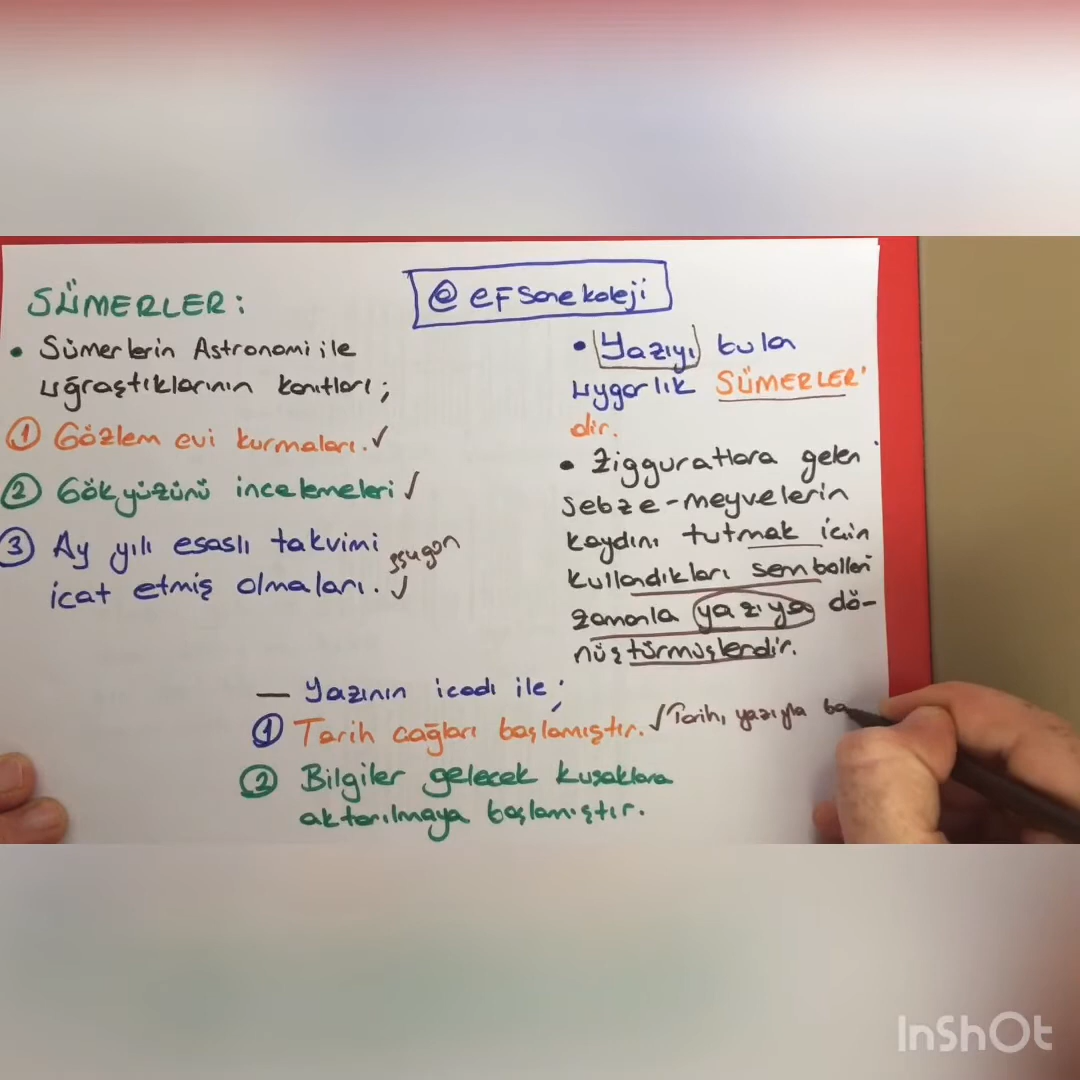 SÜMERLER:
@eFsanekoleji
• Sümerlerin Astronomi ile
uğraştıklarının kanıtları;
① Gözlem evi kurmaları. ✓
② Gökyüzünü incelemeleri ✓
③ Ay yılı esaslı takvimi
icat etmiş olmaları. ✓
• Yazıyı bulan
uygarlık SÜMERLER'
dir.
• Zigguratlara gelen
sebze-meyvelerin
kaydını tutmak için
kullandıkları sembolleri
zamanla yazıya dö-
nüştürmüşlerdir.
— Yazının icadı ile;
① Tarih çağları başlamıştır. ✓ Tarih, yazıyla ba
② Bilgiler gelecek kuşaklara
aktarılmaya başlamıştır.
InShOt